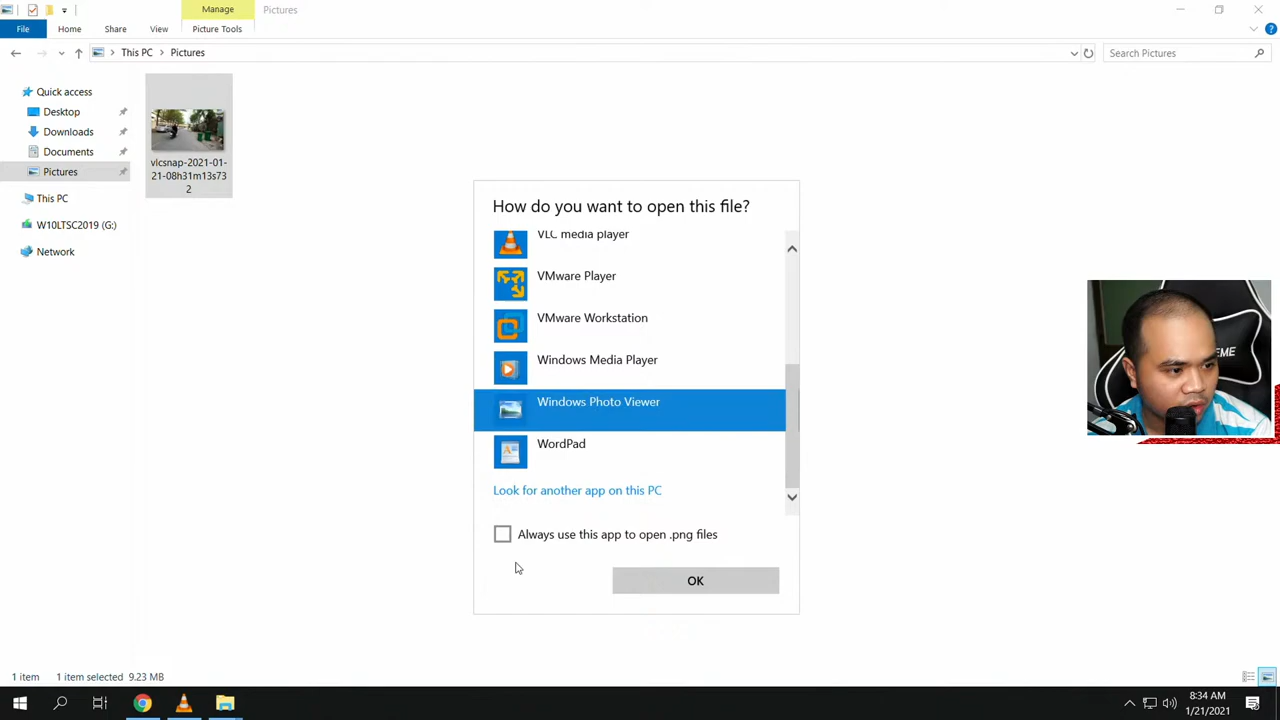 Manage
Pictures
File
Home
Share
View
Picture Tools
This PC
Pictures
Search Pictures
Quick access
Desktop
Downloads
Documents
Pictures
This PC
W10LTSC2019 (G:)
Network
vlcsnap-2021-01-
21-08h31m13s73
2
How do you want to open this file?
VLC media player
VMware Player
VMware Workstation
Windows Media Player
Windows Photo Viewer
WordPad
Look for another app on this PC
Always use this app to open .png files
OK
EME
1 item
1 item selected
9.23 MB
8:34 AM
1/21/2021